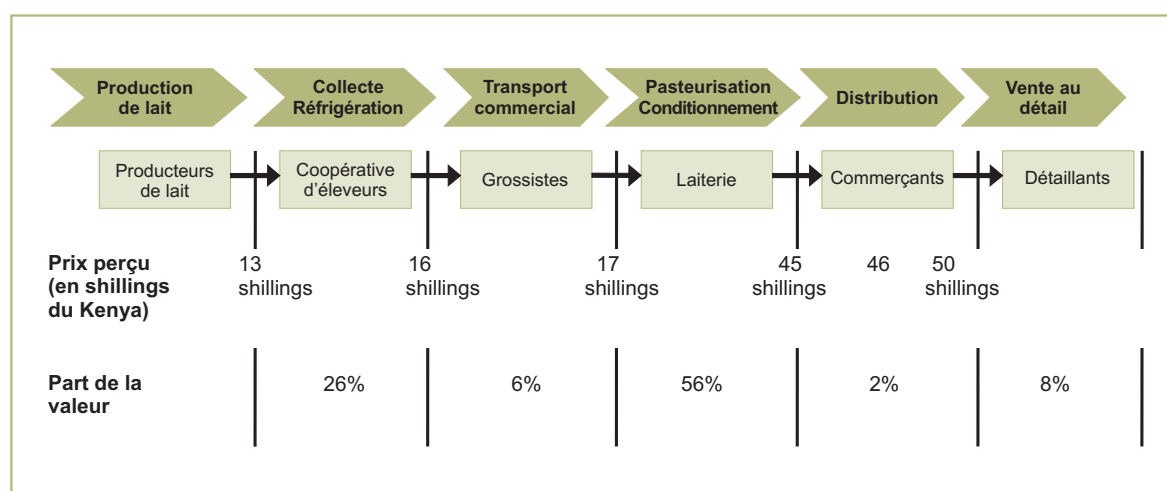 Production
de lait
Collecte
Réfrigération
Transport
commercial
Pasteurisation
Conditionnement
Distribution
Vente au
détail
Producteurs
de lait
Coopérative
d'éleveurs
Grossistes
Laiterie
Commerçants
Détaillants
Prix perçu
(en shillings
du Kenya)
13
shillings
16
shillings
17
shillings
45
shillings
46
50
shillings
Part de la
valeur
26%
6%
56%
2%
8%